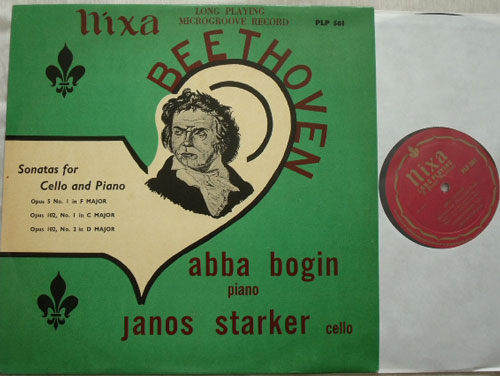 nixa
LONG PLAYING
MICROGROOVE RECORD
PLP 561
BEETHOVEN
Sonatas for
Cello and Piano
Opus 5 No. 1 in F MAJOR
Opus 102, No. 1 in C MAJOR
Opus 102, No. 2 in D MAJOR
abba bogin
piano
Janos starker cello
nixa